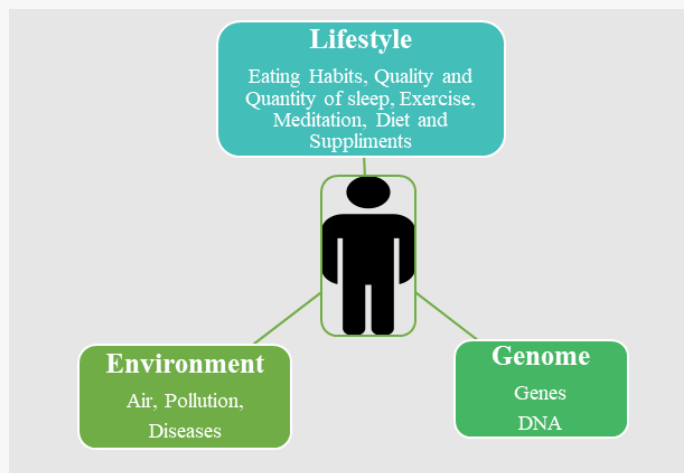 Lifestyle
Eating Habits, Quality and
Quantity of sleep, Exercise,
Meditation, Diet and
Suppliments
Environment
Air, Pollution,
Diseases
Genome
Genes
DNA